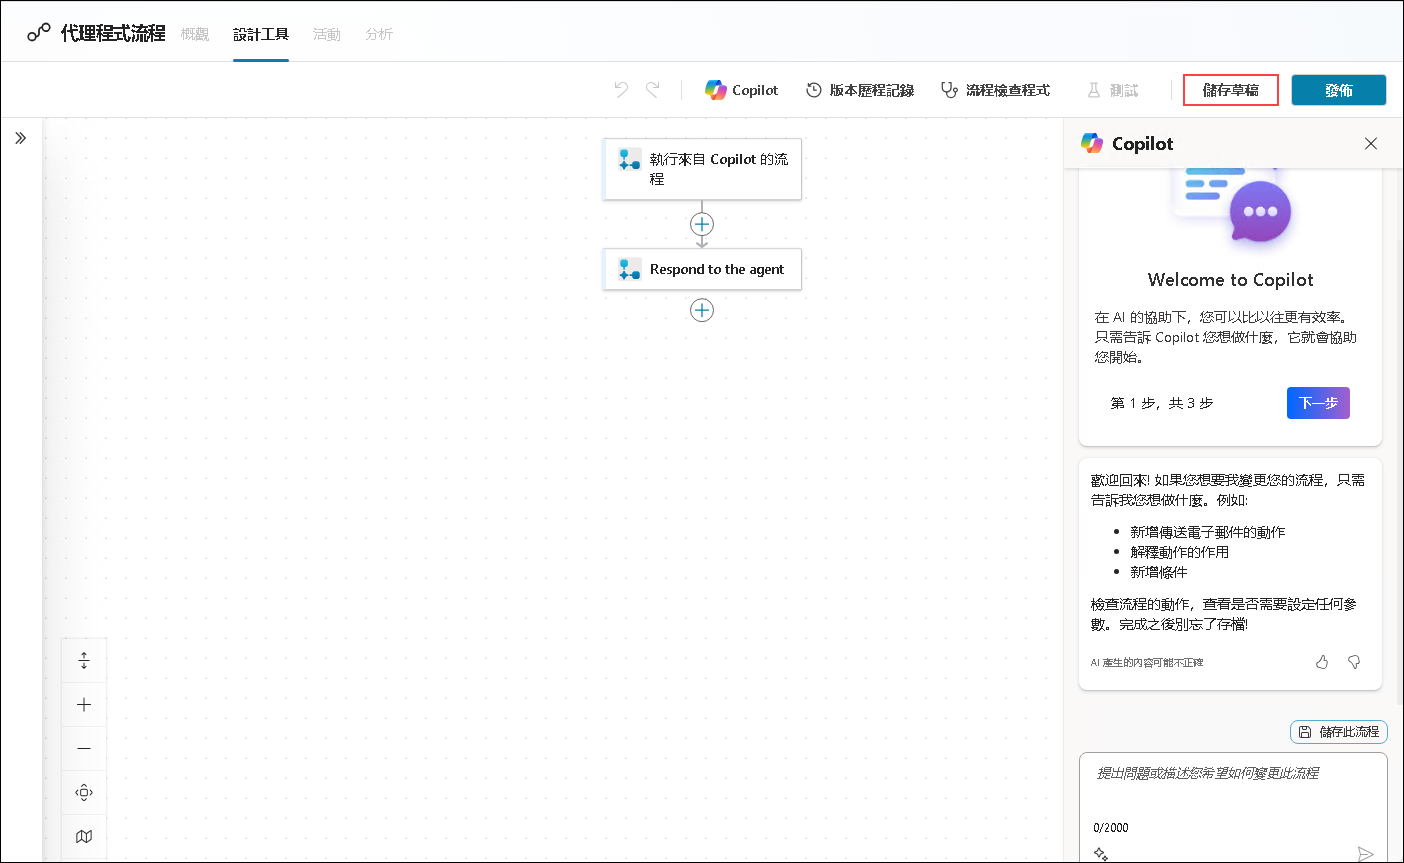 代理程式流程 概觀 設計工具 活動 分析
Copilot 版本歷程記錄 流程檢查程式 測試 儲存草稿 發佈
執行來自 Copilot 的流
程
Respond to the agent
Copilot
Welcome to Copilot
在 AI 的協助下，您可以比以往更有效率。
只需告訴 Copilot 您想做什麼，它就會協助
您開始。
第 1 步，共 3 步 下一步
歡迎回來! 如果您想要我變更您的流程，只需
告訴我您想做什麼。例如:
• 新增傳送電子郵件的動作
• 解釋動作的作用
• 新增條件
檢查流程的動作，查看是否需要設定任何參
數。完成之後別忘了存檔!
AI 產生的內容可能不正確
儲存此流程
提出問題或描述您希望如何變更此流程
0/2000